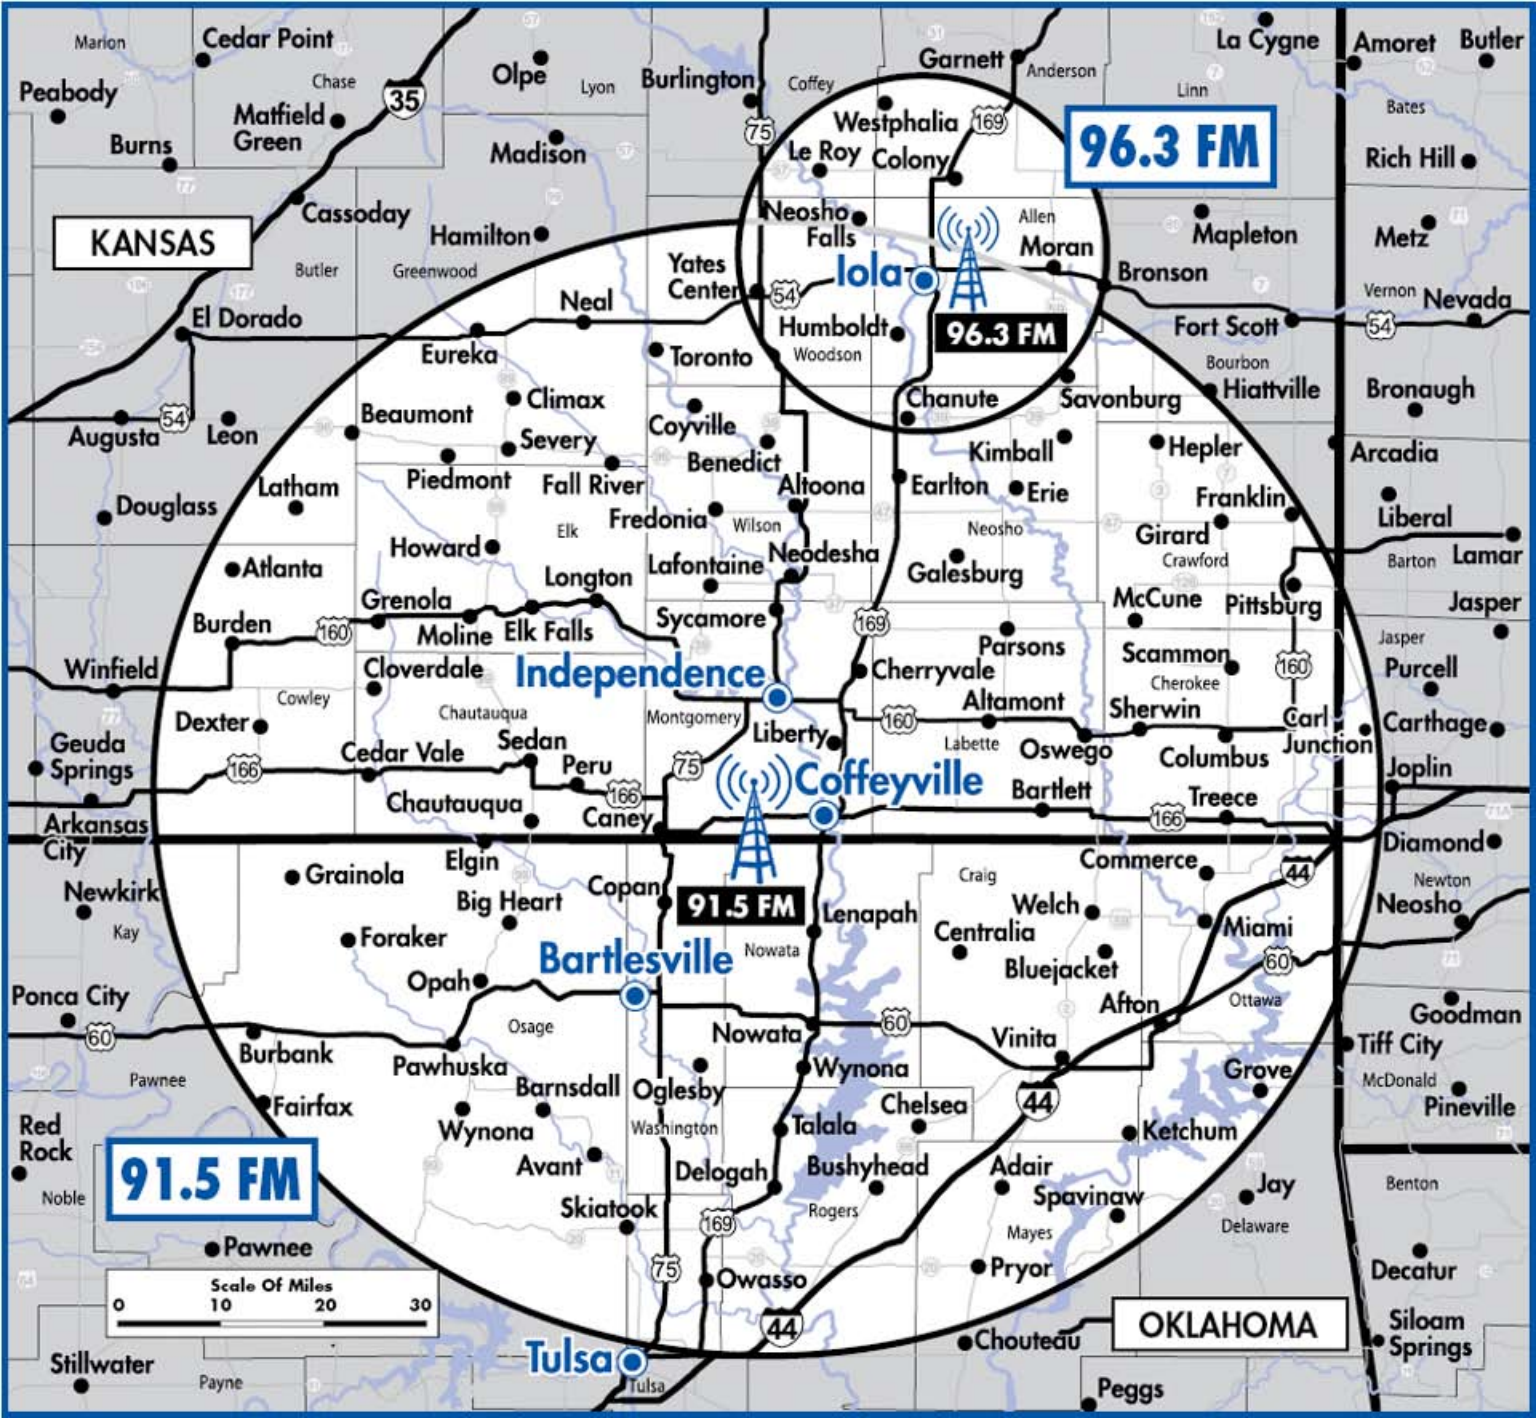 Marion
Cedar Point
Peabody
Chase
Matfield
Green
Burns
35
Olpe
Lyon
Madison
Burlington
Coffey
75
Garnett
Anderson
Westphalia
169
Le Roy
Colony
96.3 FM
Linn
La Cygne
Amoret
Butler
Bates
Rich Hill
KANSAS
Cassoday
Hamilton
Butler
Greenwood
Neosho
Falls
Allen
Moran
Iola
96.3 FM
Yates
Center
54
Humboldt
Woodson
Bronson
Mapleton
Metz
Vernon
Nevada
54
Fort Scott
Bourbon
Hiattville
Bronaugh
El Dorado
Eureka
Neal
Toronto
Chanute
Savonburg
Augusta
54
Leon
Beaumont
Climax
Severy
Piedmont
Fall River
Coyville
Benedict
Kimball
Hepler
Arcadia
Latham
Douglass
Altoona
Earlton
Erie
Franklin
Liberal
Fredonia
Wilson
Neosho
Girard
Crawford
Barton
Lamar
Howard
Elk
Atlanta
Lafontaine
Neodesha
Galesburg
Longton
Grenola
Moline
Elk Falls
Sycamore
169
McCune
Pittsburg
Jasper
Burden
160
Parsons
Scammon
Cherokee
160
Jasper
Purcell
Winfield
Cloverdale
Independence
Cherryvale
Cowley
Chautauqua
Montgomery
Altamont
Sherwin
Carl
Junction
Carthage
Dexter
Liberty
160
Labette
Oswego
Columbus
Geuda
Springs
166
Cedar Vale
Sedan
Peru
75
Coffeyville
Bartlett
Treece
Joplin
Chautauqua
166
Caney
166
Arkansas
City
Diamond
Newkirk
Kay
Grainola
Elgin
Big Heart
Copan
91.5 FM
Lenapah
Craig
Commerce
44
Newton
Neosho
Foraker
Bartlesville
Nowata
Welch
Centralia
Bluejacket
Miami
60
Ponca City
60
Opah
Osage
Afton
Ottawa
Goodman
Burbank
Pawhuska
Nowata
60
Vinita
Tiff City
Pawnee
Barnsdall
Oglesby
Wynona
Grove
McDonald
Pineville
Fairfax
Wynona
Washington
Talala
Chelsea
44
Ketchum
Red
Rock
Noble
91.5 FM
Avant
Delogah
Bushyhead
Adair
Spavinaw
Jay
Benton
Skiatook
169
Rogers
Mayes
Delaware
Pawnee
75
Owasso
Pryor
Decatur
Scale Of Miles
0 10 20 30
44
Chouteau
OKLAHOMA
Siloam
Springs
Stillwater
Payne
Tulsa
Tulsa
Peggs